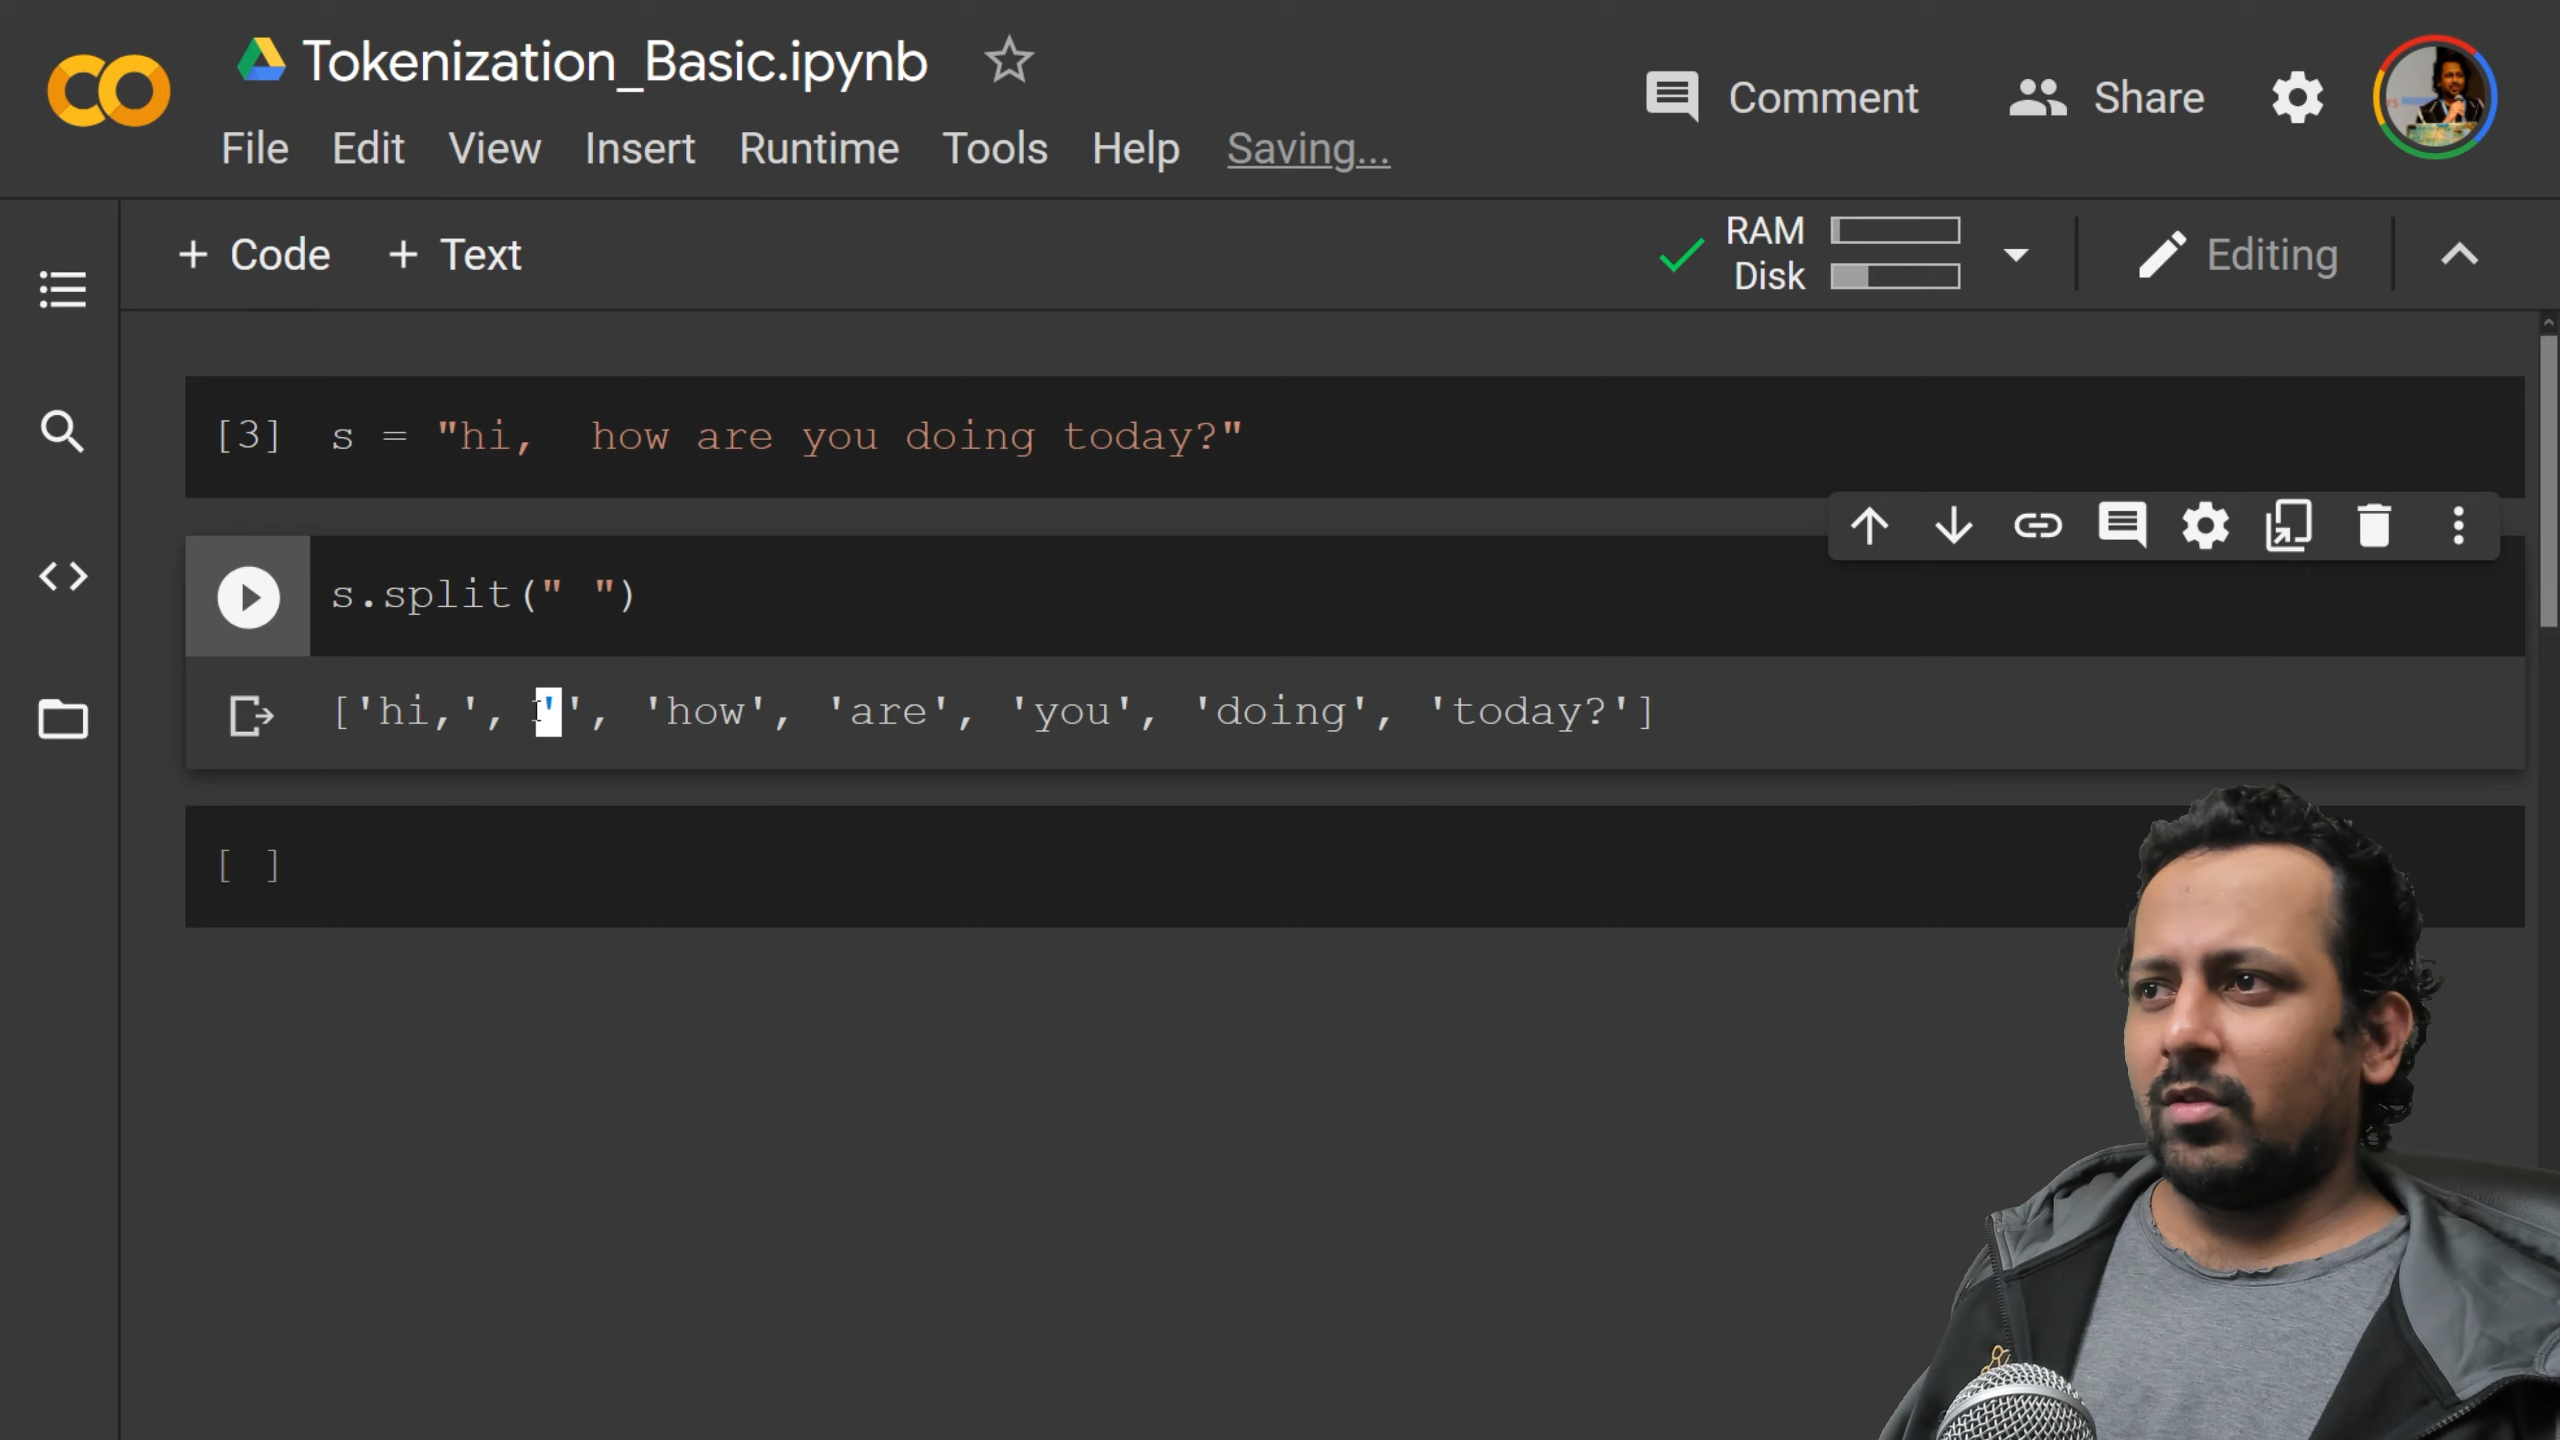 Tokenization_Basic.ipynb
Comment Share
File Edit View Insert Runtime Tools Help Saving...
+ Code + Text
RAM
Disk
Editing
[3] s = "hi,  how are you doing today?"
s.split(" ")
['hi,', '', 'how', 'are', 'you', 'doing', 'today?']
[ ]